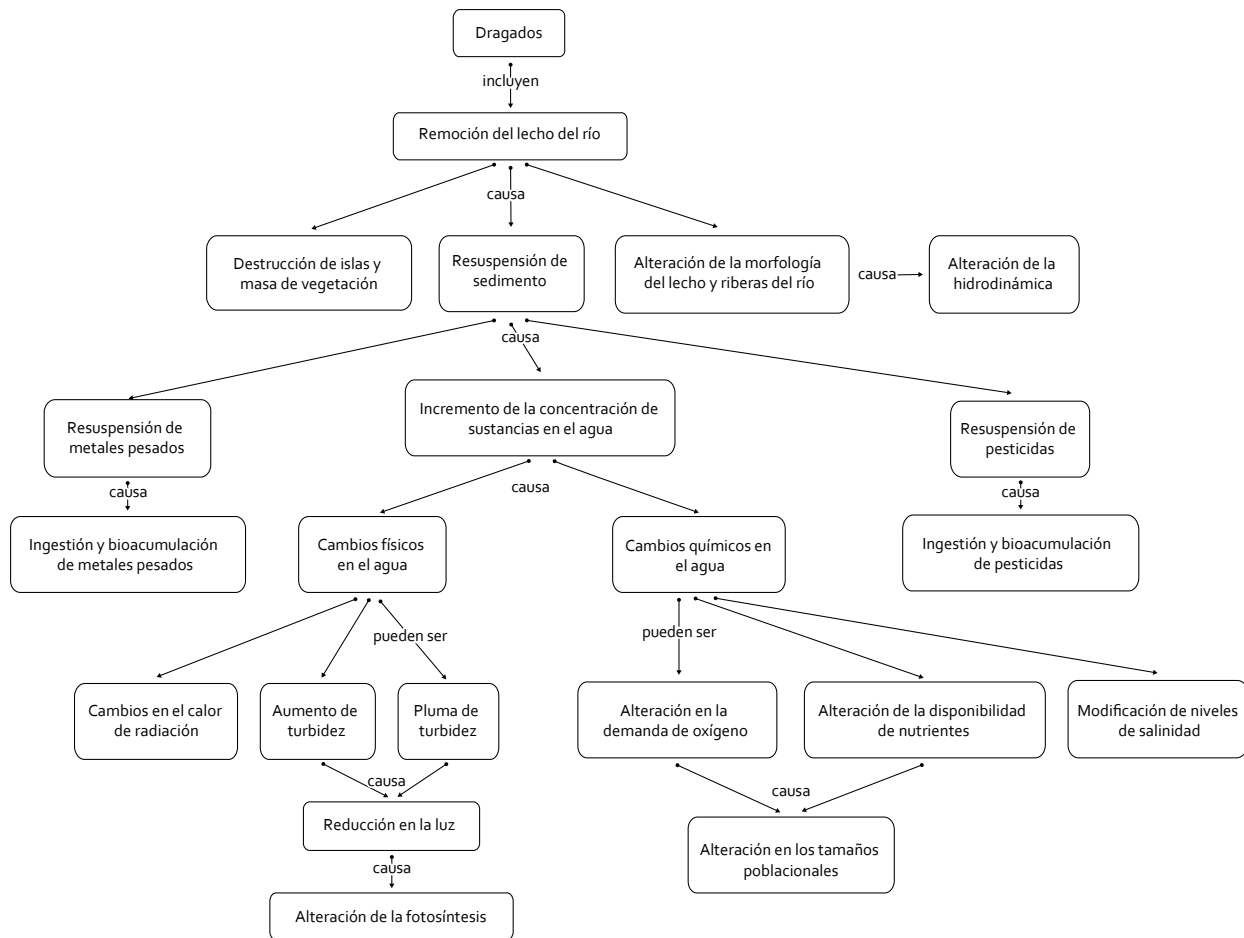 Dragados
incluyen
Remoción del lecho del río
causa
Destrucción de islas y
masa de vegetación
Resuspensión de
sedimento
Alteración de la morfología
del lecho y riberas del río
causa
Alteración de la
hidrodinámica
causa
Resuspensión de
metales pesados
Incremento de la concentración de
sustancias en el agua
Resuspensión de
pesticidas
causa
causa
causa
Ingestión y bioacumulación
de metales pesados
Cambios físicos
en el agua
Cambios químicos en
el agua
Ingestión y bioacumulación
de pesticidas
pueden ser
pueden ser
Cambios en el calor
de radiación
Aumento de
turbidez
Pluma de
turbidez
Alteración en la
demanda de oxígeno
Alteración de la disponibilidad
de nutrientes
Modificación de niveles
de salinidad
causa
causa
Reducción en la luz
Alteración en los tamaños
poblacionales
causa
Alteración de la fotosíntesis